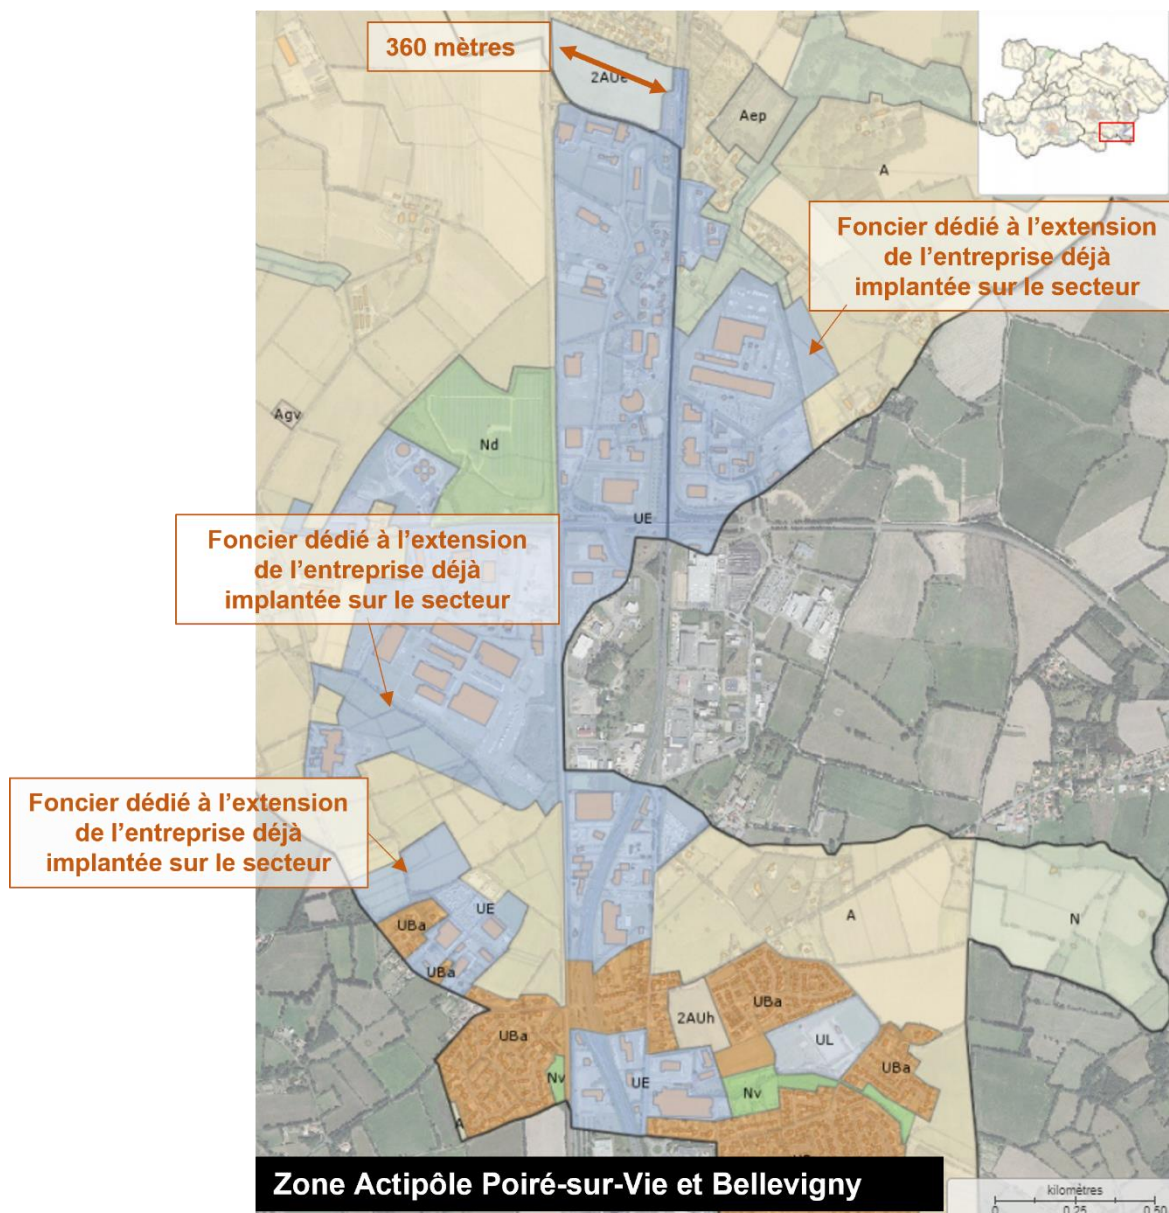 360 mètres
2AUe
Aep
A
Foncier dédié à l’extension
de l’entreprise déjà
implantée sur le secteur
Agv
Nd
UE
Foncier dédié à l’extension
de l’entreprise déjà
implantée sur le secteur
Foncier dédié à l’extension
de l’entreprise déjà
implantée sur le secteur
UE
UBa
UBa
A
N
2AUh
UBa
UBa
UL
UBa
Nv
UE
Nv
A
Zone Actipôle Poiré-sur-Vie et Bellevigny
kilomètres
0 0.25 0.50